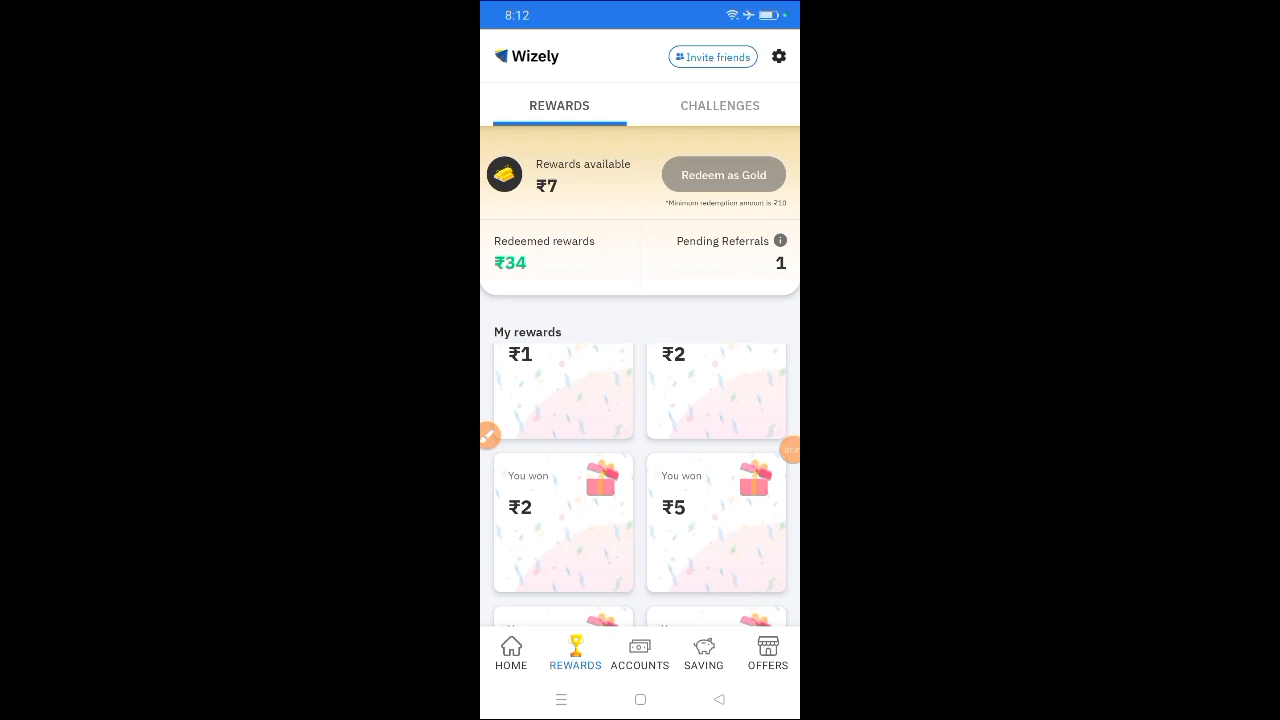 8:12
Wizely
Invite friends
REWARDS
CHALLENGES
Rewards available
₹7
Redeem as Gold
*Minimum redemption amount is ₹10
Redeemed rewards
₹34
Pending Referrals
1
My rewards
₹1
₹2
You won
₹2
You won
₹5
HOME
REWARDS
ACCOUNTS
SAVING
OFFERS